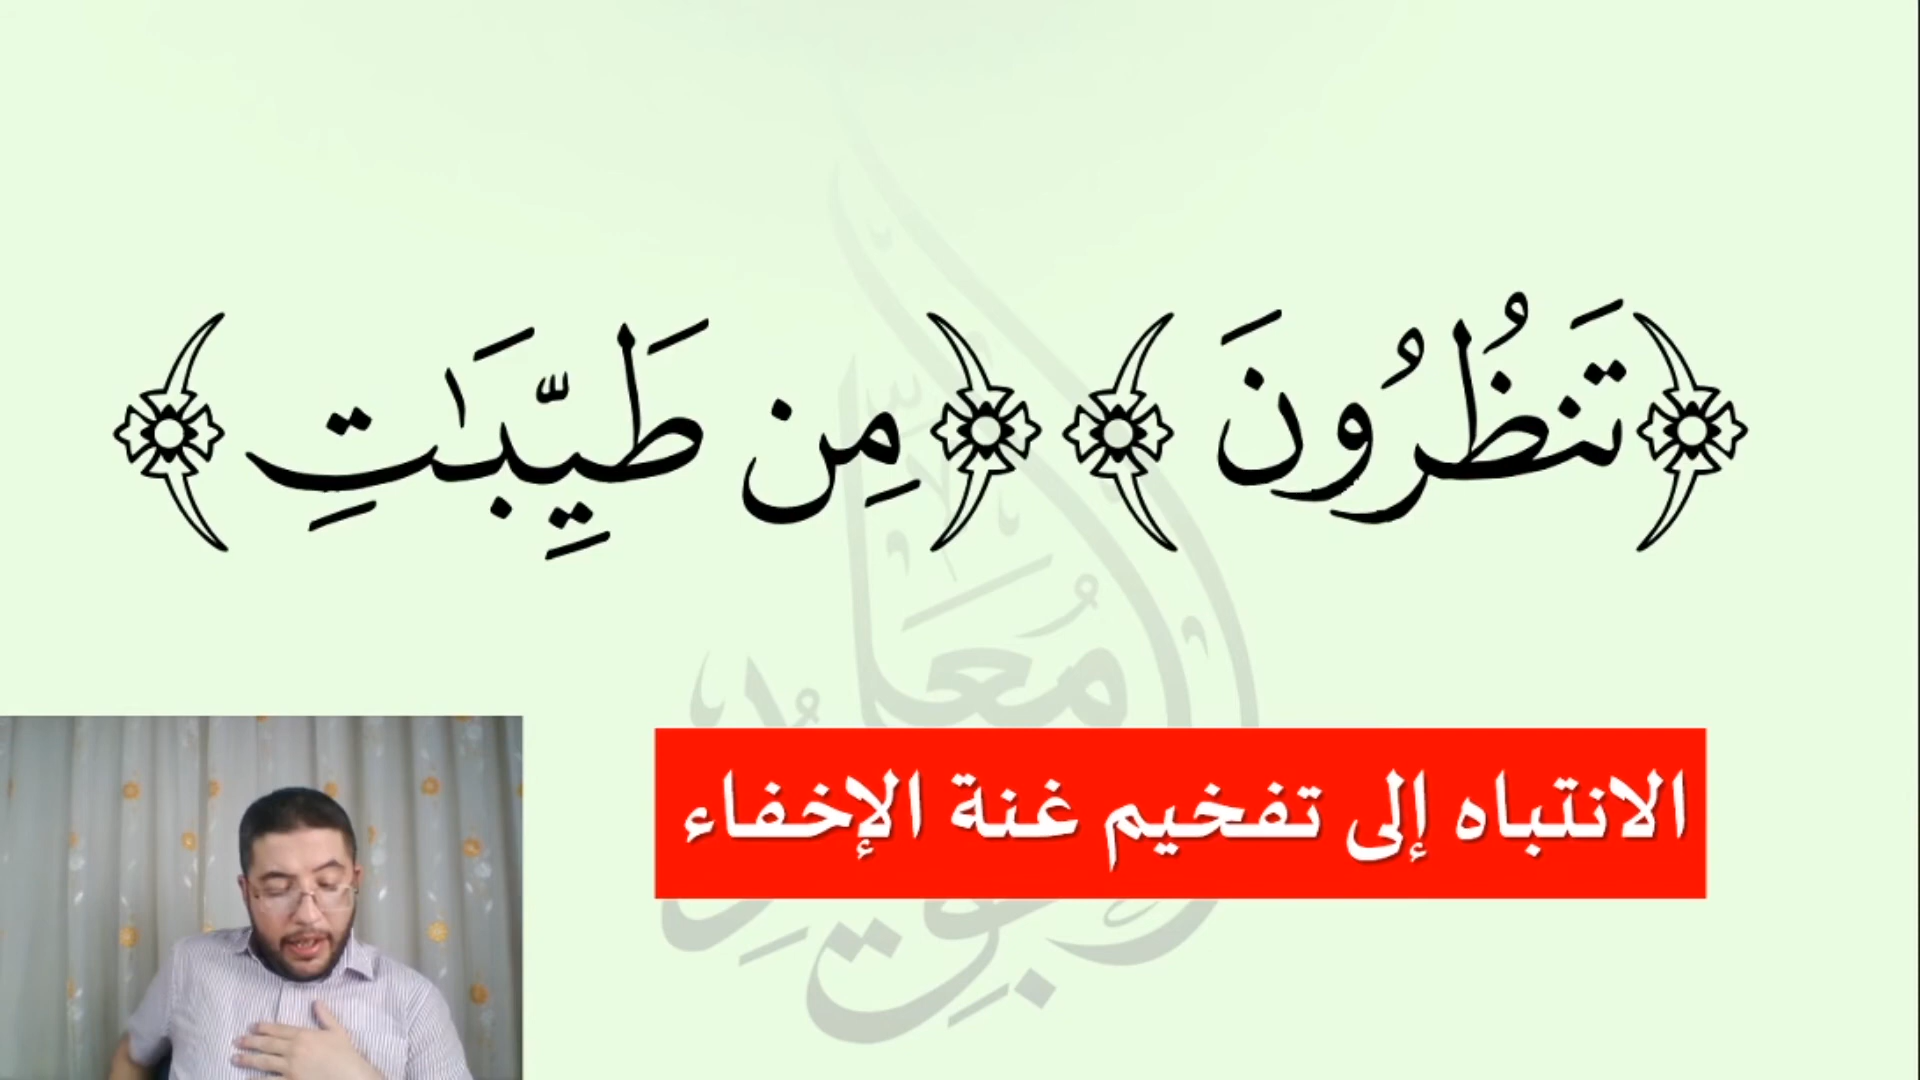 ﴿تَنظُرُونَ﴾ ﴿مِن طَيِّبَـٰتِ﴾
الانتباه إلى تفخيم غنة الإخفاء